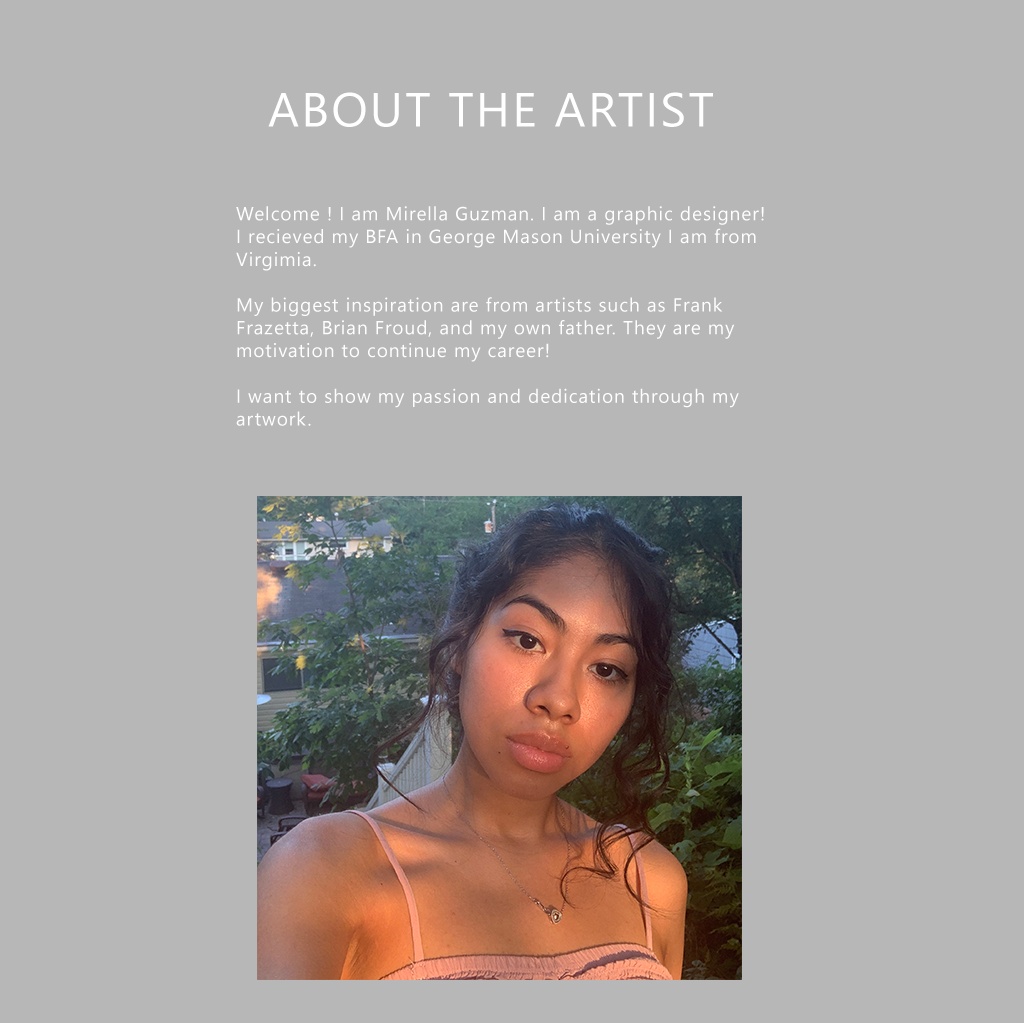 ABOUT THE ARTIST
Welcome ! I am Mirella Guzman. I am a graphic designer!
I recieved my BFA in George Mason University I am from
Virgimia.
My biggest inspiration are from artists such as Frank
Frazetta, Brian Froud, and my own father. They are my
motivation to continue my career!
I want to show my passion and dedication through my
artwork.